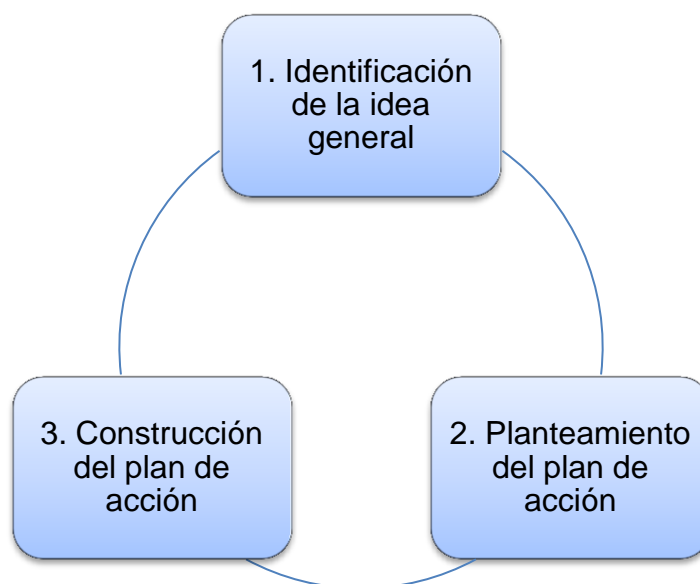 1. Identificación
de la idea
general
2. Planteamiento
del plan de
acción
3. Construcción
del plan de
acción